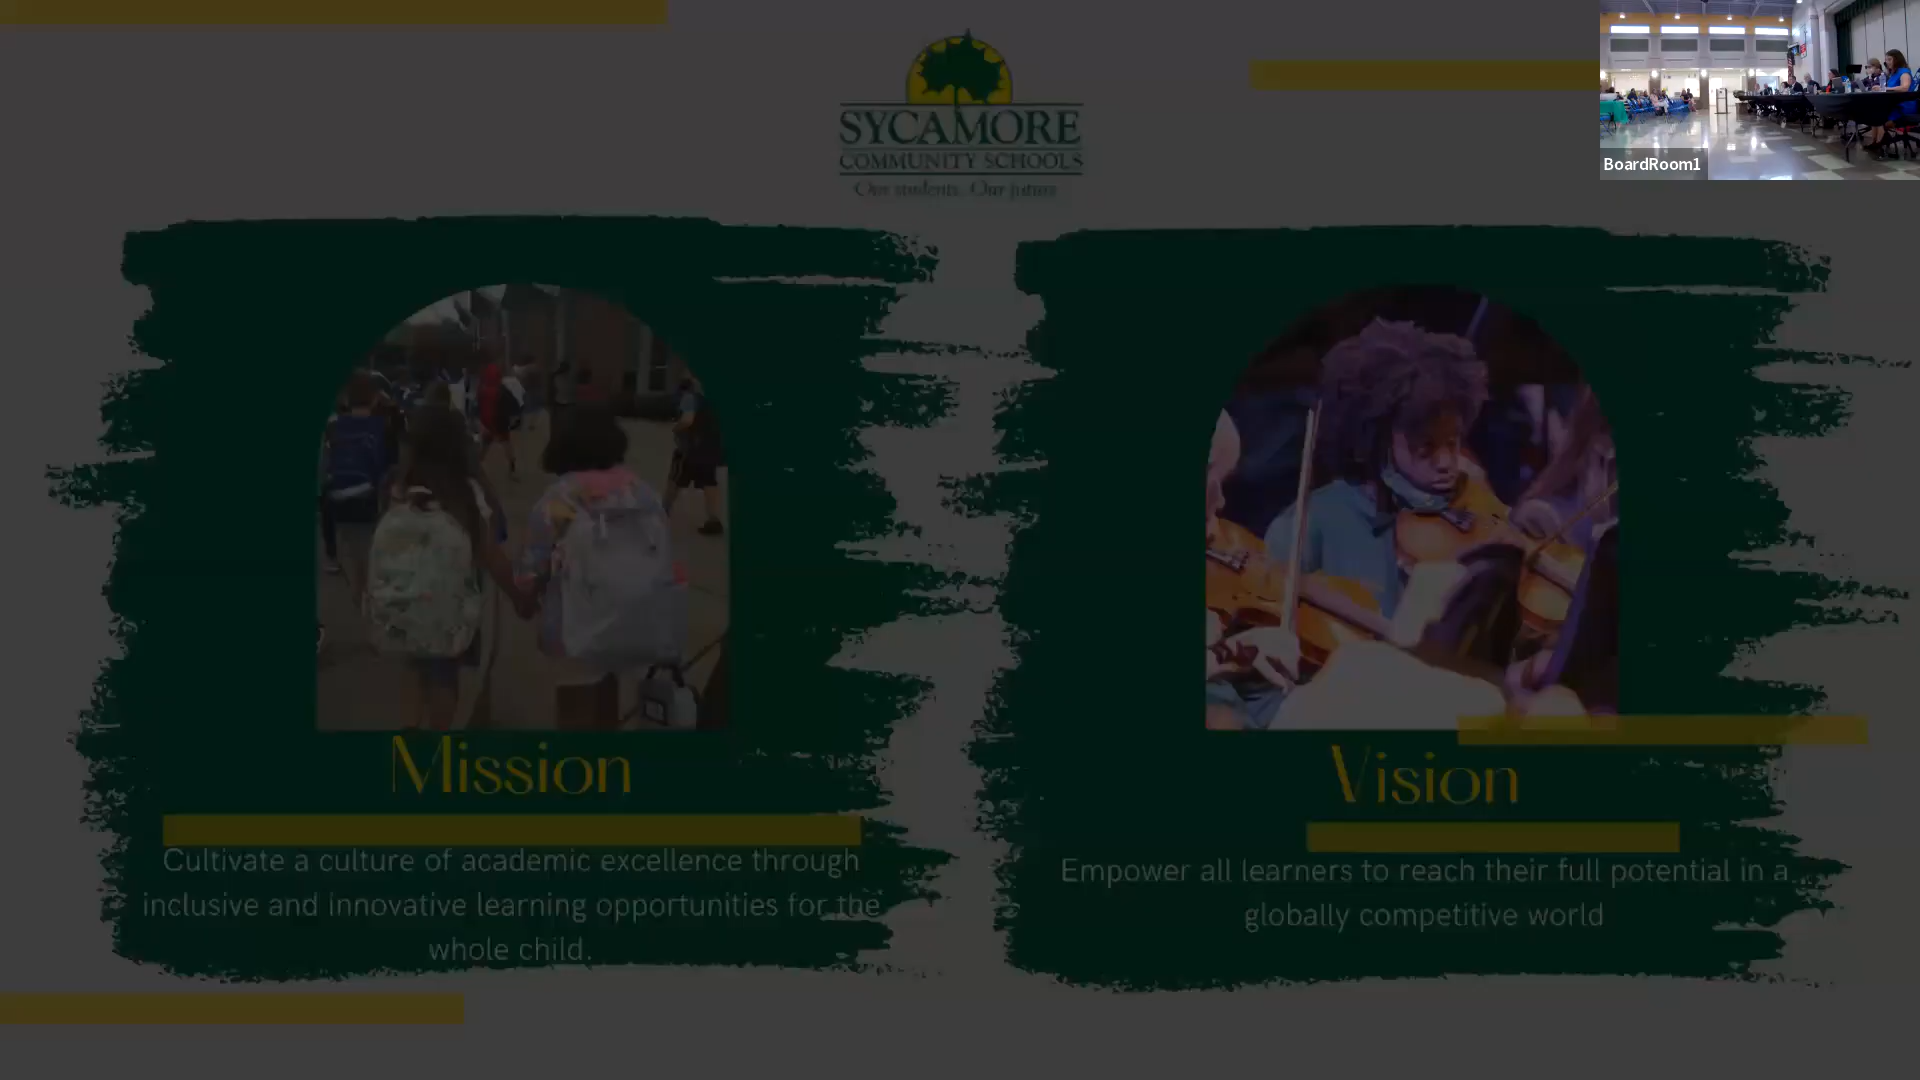 SYCAMORE
COMMUNITY SCHOOLS
Our students. Our future
BoardRoom1
Mission
Cultivate a culture of academic excellence through
inclusive and innovative learning opportunities for the
whole child.
Vision
Empower all learners to reach their full potential in a
globally competitive world